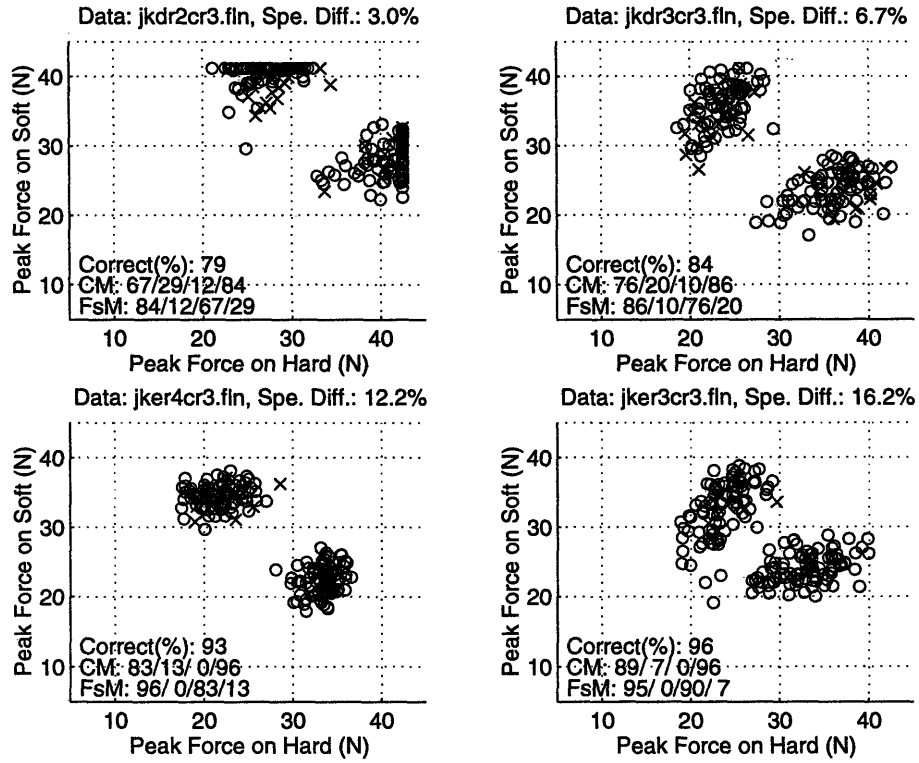 Data: jkdr2cr3.fln, Spe. Diff.: 3.0%
Peak Force on Soft (N)
40
30
20
10
Correct(%): 79
CM: 67/29/12/84
FsM: 84/12/67/29
10 20 30 40
Peak Force on Hard (N)
Data: jkdr3cr3.fln, Spe. Diff.: 6.7%
Peak Force on Soft (N)
40
30
20
10
Correct(%): 84
CM: 76/20/10/86
FsM: 86/10/76/20
10 20 30 40
Peak Force on Hard (N)
Data: jker4cr3.fln, Spe. Diff.: 12.2%
Peak Force on Soft (N)
40
30
20
10
Correct(%): 93
CM: 83/13/ 0/96
FsM: 96/ 0/83/13
10 20 30 40
Peak Force on Hard (N)
Data: jker3cr3.fln, Spe. Diff.: 16.2%
Peak Force on Soft (N)
40
30
20
10
Correct(%): 96
CM: 89/ 7/ 0/96
FsM: 95/ 0/90/ 7
10 20 30 40
Peak Force on Hard (N)